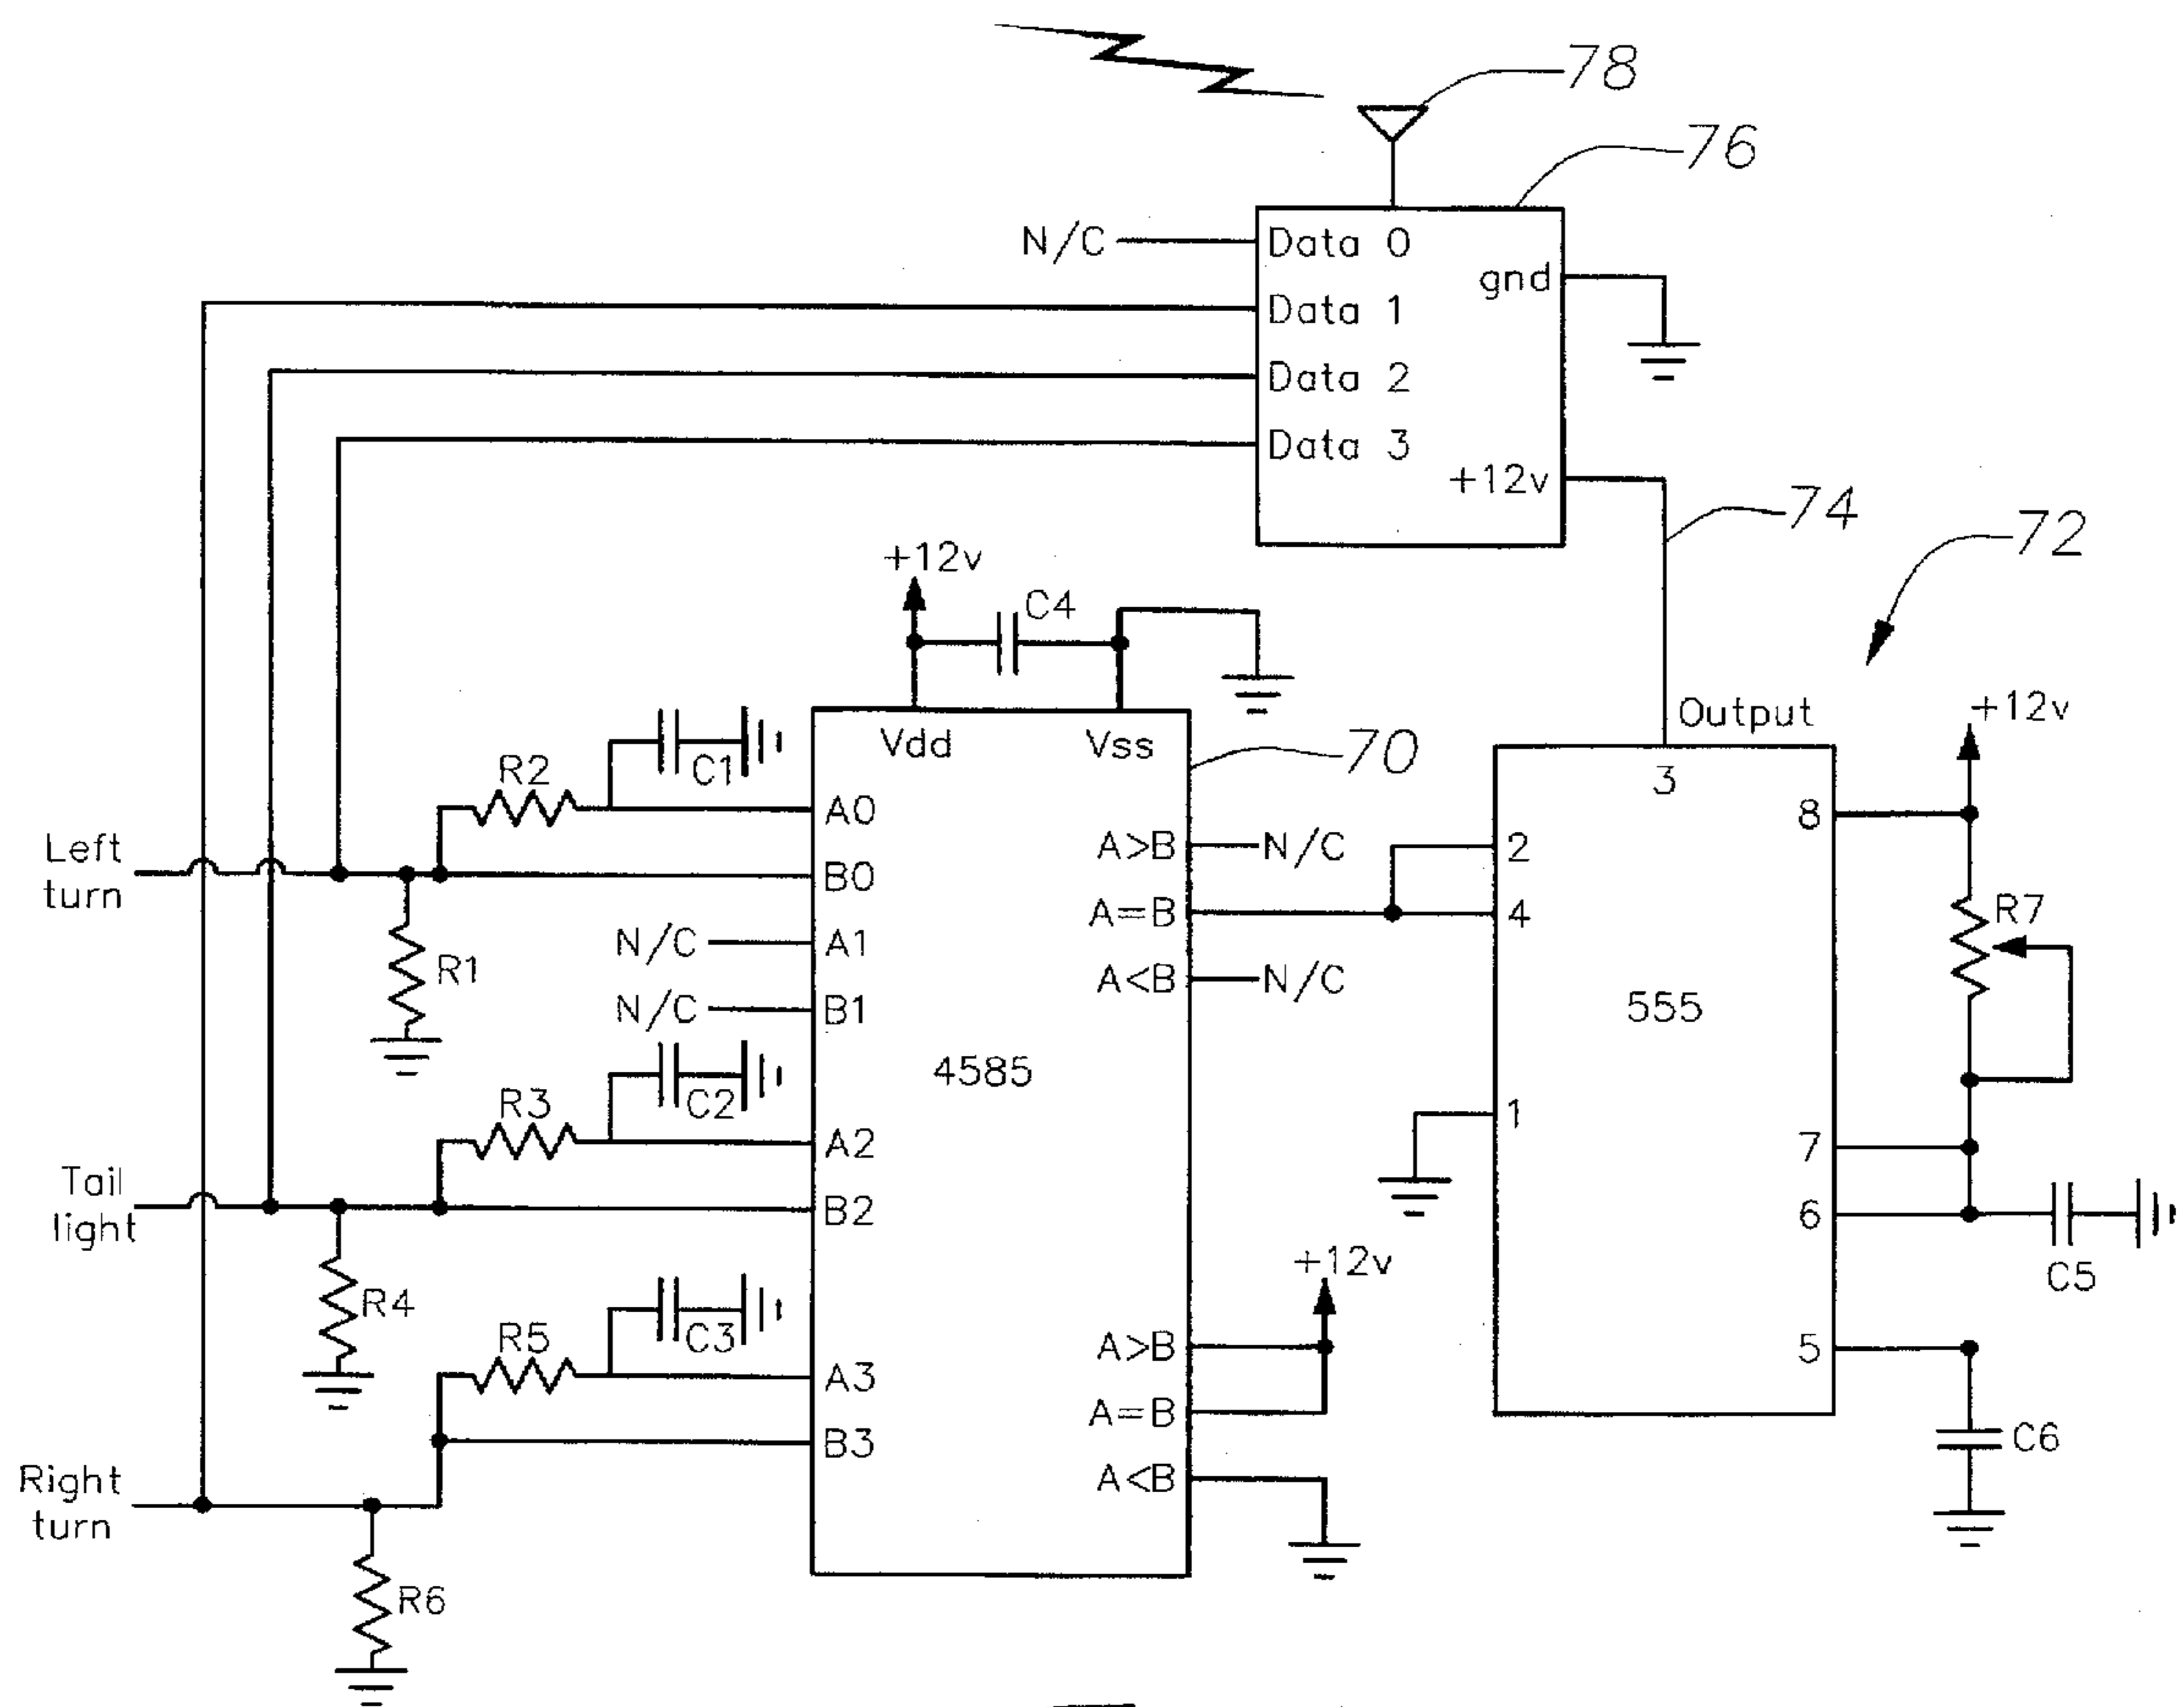 78
76
N/C
Data 0
gnd
Data 1
Data 2
Data 3
+12v
74
72
+12v
C4
Output
+12v
Vdd
Vss
70
3
R2
C1
A0
8
Left
turn
A>B
N/C
2
B0
R7
A=B
4
N/C
A1
R1
A<B
N/C
N/C
B1
555
4585
R3
C2
1
A2
7
Tail
light
B2
6
+12v
C5
R4
R5
C3
A>B
5
A3
A=B
B3
C6
Right
turn
A<B
R6